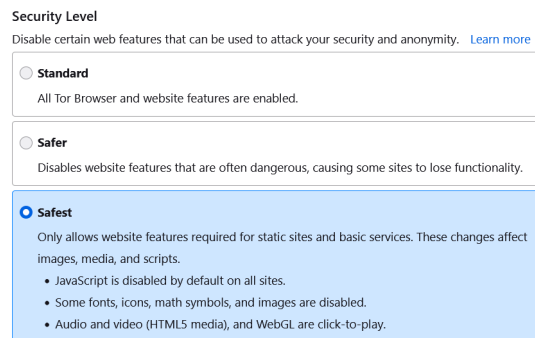 Security Level
Disable certain web features that can be used to attack your security and anonymity. Learn more
Standard
All Tor Browser and website features are enabled.
Safer
Disables website features that are often dangerous, causing some sites to lose functionality.
Safest
Only allows website features required for static sites and basic services. These changes affect
images, media, and scripts.
• JavaScript is disabled by default on all sites.
• Some fonts, icons, math symbols, and images are disabled.
• Audio and video (HTML5 media), and WebGL are click-to-play.